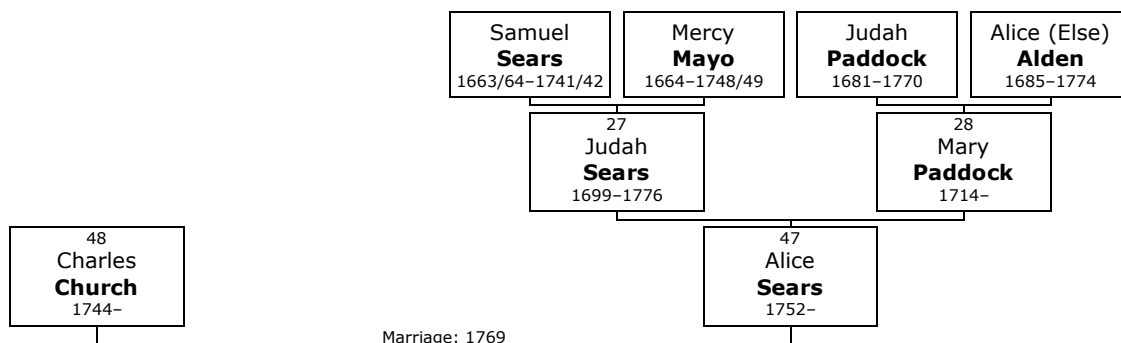 Samuel
Sears
1663/64–1741/42
Mercy
Mayo
1664–1748/49
Judah
Paddock
1681–1770
Alice (Else)
Alden
1685–1774
27
Judah
Sears
1699–1776
28
Mary
Paddock
1714–
48
Charles
Church
1744–
47
Alice
Sears
1752–
Marriage: 1769